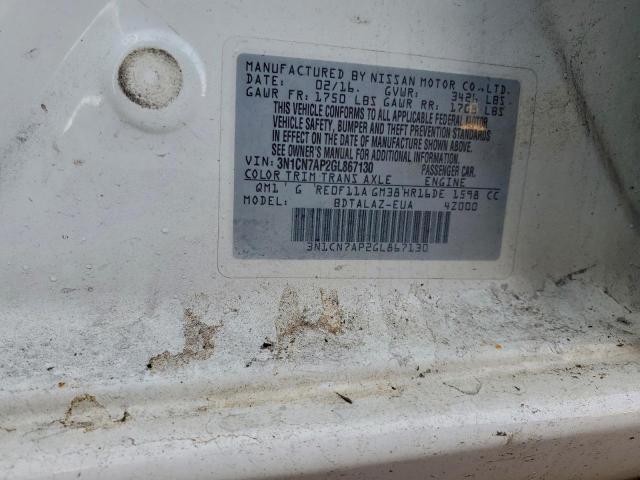 MANUFACTURED BY NISSAN MOTOR CO.,LTD.
DATE: 02/16. GVWR: 3426 LBS
GAWR FR: 1750 LBS GAWR RR: 1703 LBS
THIS VEHICLE CONFORMS TO ALL APPLICABLE FEDERAL MOTOR
VEHICLE SAFETY, BUMPER AND THEFT PREVENTION STANDARDS
IN EFFECT ON THE DATE OF MANUFACTURE SHOWN ABOVE.
SEE OWNER'S MANUAL FOR ADDITIONAL INFORMATION.
VIN: 3N1CN7AP2GL867130 PASSENGER CAR.
COLOR TRIM TRANS AXLE ENGINE
QM1 G RE0F11A GM38 HR16DE 1598 CC
MODEL: BDTALAZ-EUA 42000
3N1CN7AP2GL867130